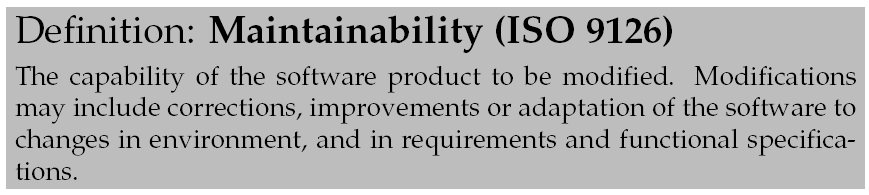 Definition: Maintainability (ISO 9126)
The capability of the software product to be modified. Modifications
may include corrections, improvements or adaptation of the software to
changes in environment, and in requirements and functional specifica-
tions.